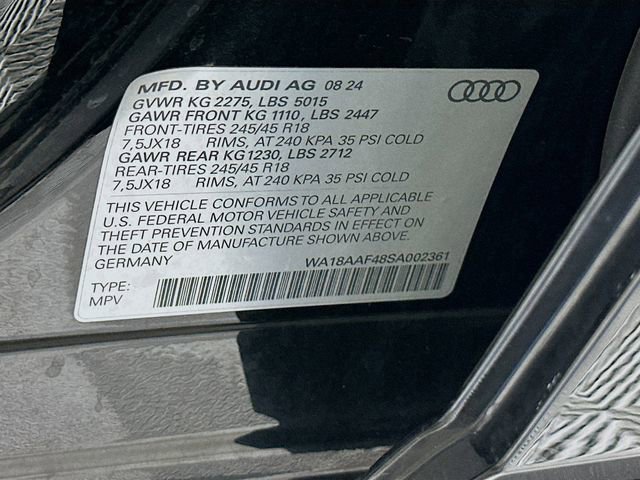 MFD. BY AUDI AG 08 24
GVWR KG 2275, LBS 5015
GAWR FRONT KG 1110, LBS 2447
FRONT-TIRES 245/45 R18
7,5JX18 RIMS, AT 240 KPA 35 PSI COLD
GAWR REAR KG1230, LBS 2712
REAR-TIRES 245/45 R18
7,5JX18 RIMS, AT 240 KPA 35 PSI COLD
THIS VEHICLE CONFORMS TO ALL APPLICABLE
U.S. FEDERAL MOTOR VEHICLE SAFETY AND
THEFT PREVENTION STANDARDS IN EFFECT ON
THE DATE OF MANUFACTURE SHOWN ABOVE.
GERMANY WA18AAF48SA002361
TYPE:
MPV